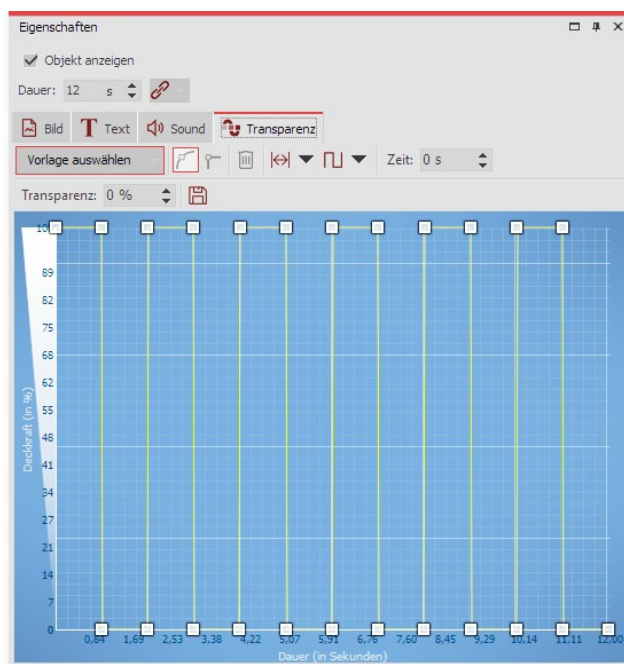 Eigenschaften
Objekt anzeigen
Dauer: 12 s
Bild Text Sound Transparenz
Vorlage auswählen Zeit: 0 s
Transparenz: 0 %
89
82
75
68
62
55
48
41
34
27
21
14
7
0
Deckkraft (in %)
0,84 1,69 2,53 3,38 4,22 5,07 5,91 6,76 7,60 8,45 9,29 10,14 11,11 12,00
Dauer (in Sekunden)